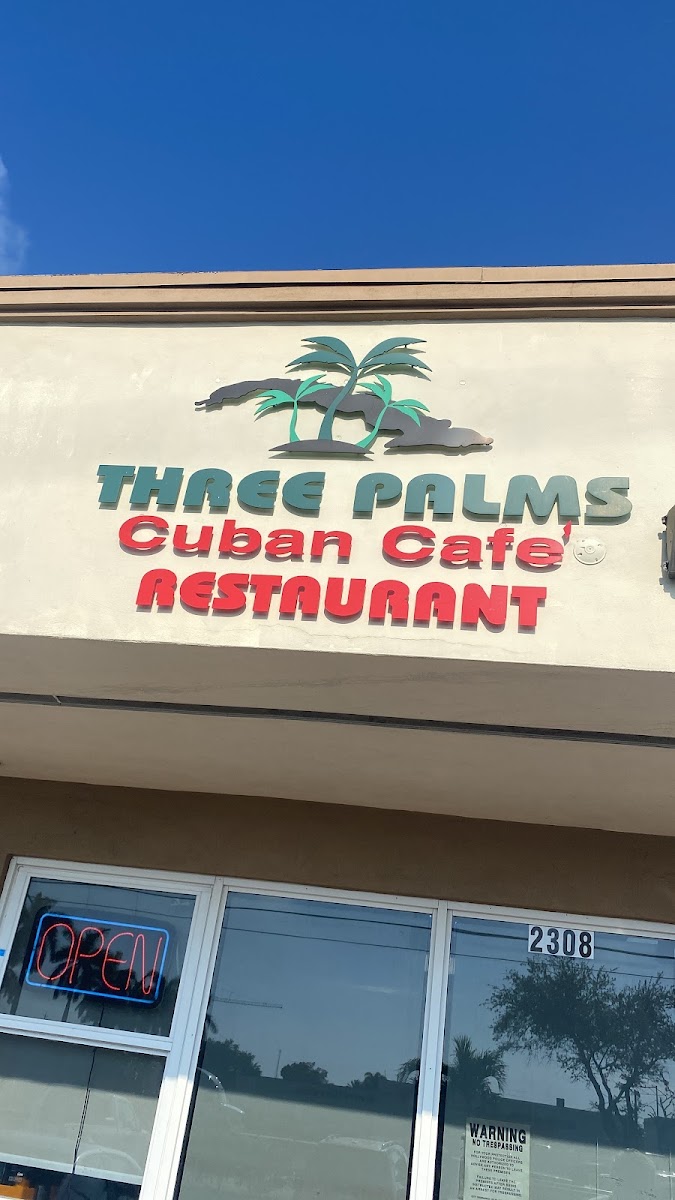 THREE PALMS
Cuban Cafe'
RESTAURANT
OPEN
2308
WARNING
NO TRESPASSING